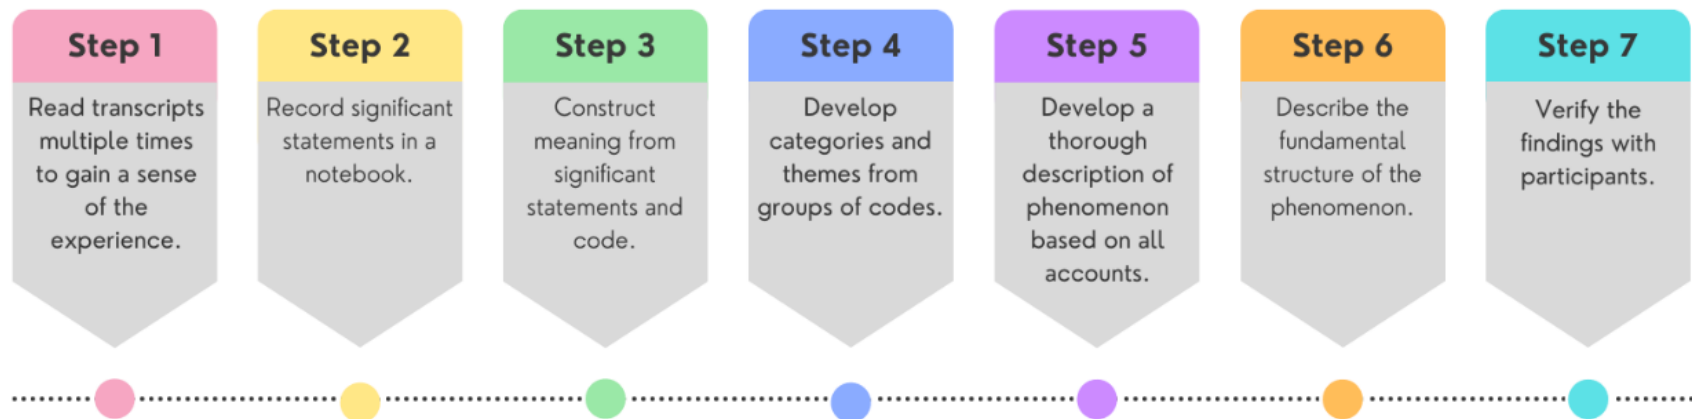 Step 1
Read transcripts
multiple times
to gain a sense
of the
experience.
Step 2
Record significant
statements in a
notebook.
Step 3
Construct
meaning from
significant
statements and
code.
Step 4
Develop
categories and
themes from
groups of codes.
Step 5
Develop a
thorough
description of
phenomenon
based on all
accounts.
Step 6
Describe the
fundamental
structure of the
phenomenon.
Step 7
Verify the
findings with
participants.